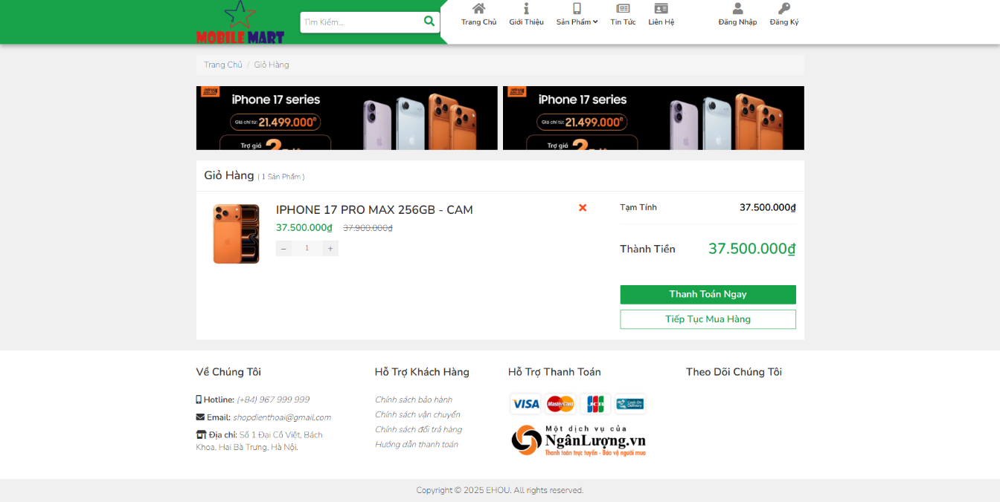 MOBILE MART
Tìm Kiếm...
Trang Chủ
Giới Thiệu
Sản Phẩm
Tin Tức
Liên Hệ
Đăng Nhập
Đăng Ký
Trang Chủ / Giỏ Hàng
iPhone 17 series
Giá chỉ từ: 21.499.000Đ
Trợ giá
iPhone 17 series
Giá chỉ từ: 21.499.000Đ
Trợ giá
Giỏ Hàng ( 1 Sản Phẩm )
IPHONE 17 PRO MAX 256GB - CAM
37.500.000₫ 37.900.000₫
– 1 +
Tạm Tính 37.500.000₫
Thành Tiền 37.500.000₫
Thanh Toán Ngay
Tiếp Tục Mua Hàng
Về Chúng Tôi
Hotline: (+84) 967 999 999
Email: shopdienthoai@gmail.com
Địa chỉ: Số 1 Đại Cồ Việt, Bách
Khoa, Hai Bà Trưng, Hà Nội.
Hỗ Trợ Khách Hàng
Chính sách bảo hành
Chính sách vận chuyển
Chính sách đổi trả hàng
Hướng dẫn thanh toán
Hỗ Trợ Thanh Toán
VISA
MasterCard
JCB
Cash On
Delivery
Một dịch vụ của
NgânLượng.vn
Thanh toán trực tuyến - Bảo vệ người mua
Theo Dõi Chúng Tôi
Copyright © 2025 EHOU. All rights reserved.